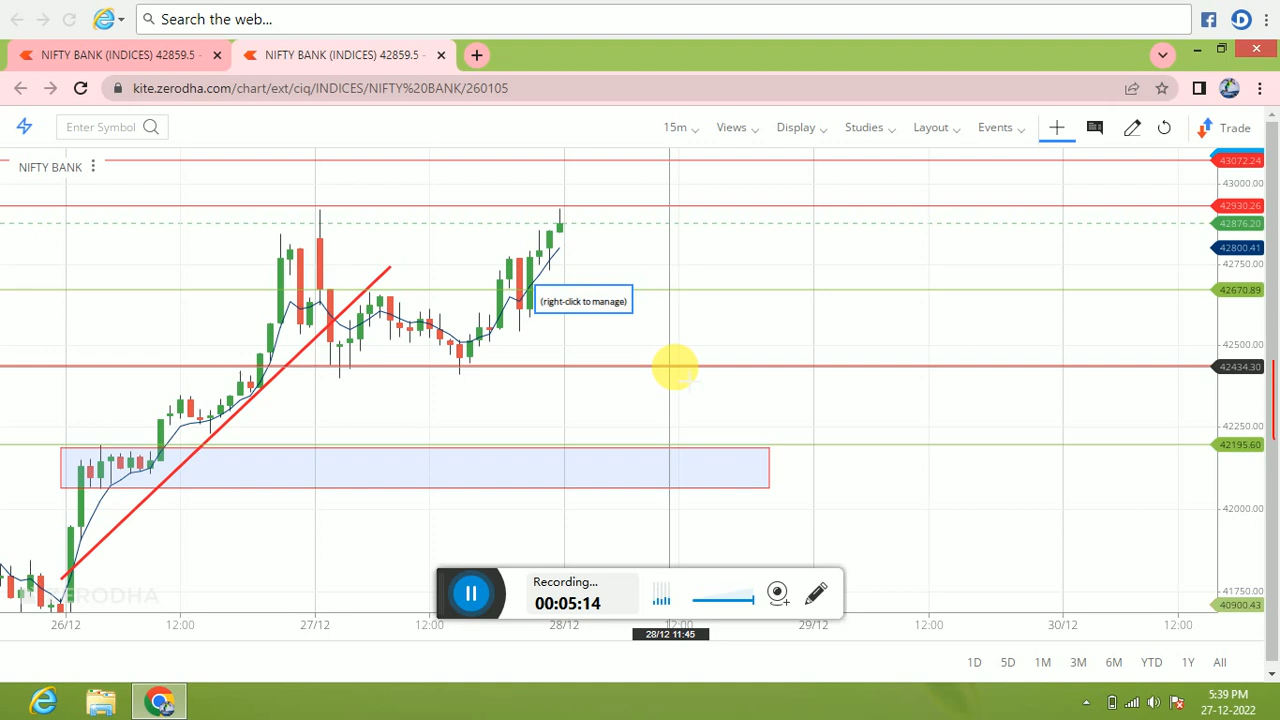 Search the web...
NIFTY BANK (INDICES) 42859.5 -
NIFTY BANK (INDICES) 42859.5 -
kite.zerodha.com/chart/ext/ciq/INDICES/NIFTY%20BANK/260105
Enter Symbol
15m
Views
Display
Studies
Layout
Events
Trade
NIFTY BANK
43072.24
43000.00
42930.26
42876.20
42800.41
42750.00
42670.89
(right-click to manage)
42500.00
42434.30
42250.00
42195.60
42000.00
41750.00
40900.43
ERODHA
Recording...
00:05:14
26/12
12:00
27/12
12:00
28/12
12:00
29/12
12:00
30/12
12:00
28/12 11:45
1D
5D
1M
3M
6M
YTD
1Y
All
5:39 PM
27-12-2022